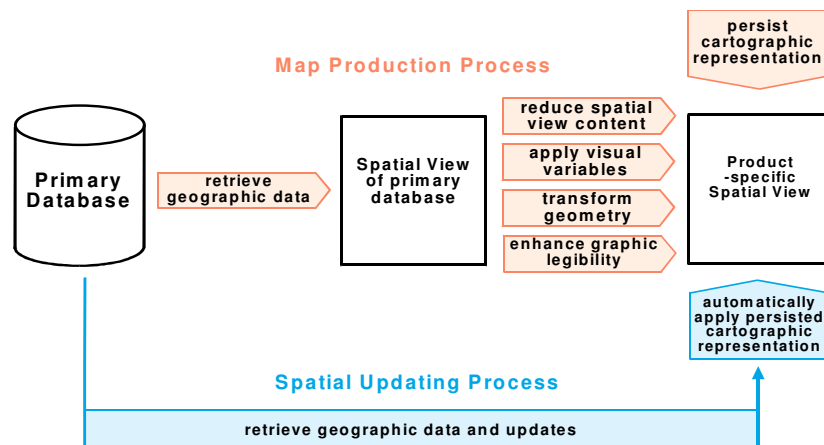 persist
cartographic
representation
Map Production Process
reduce spatial
view content
Primary
Database
retrieve
geographic data
Spatial View
of primary
database
apply visual
variables
Product
-specific
Spatial View
transform
geometry
enhance graphic
legibility
automatically
apply persisted
cartographic
representation
Spatial Updating Process
retrieve geographic data and updates